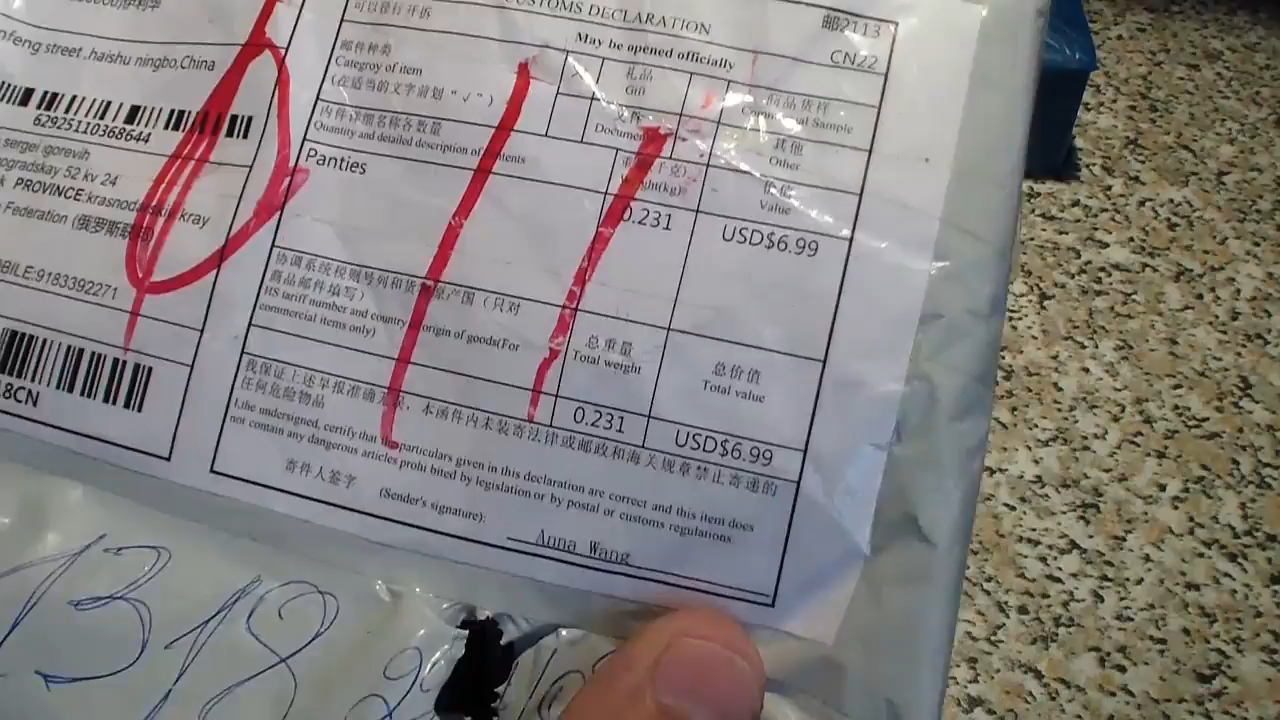 CUSTOMS DECLARATION
可以径行开拆
May be opened officially
邮2113
CN22
nfeng street ,haishu ningbo,China
62925110368644
sergei igorevih
ogradskay 52 kv 24
PROVINCE:krasnodarskij kray
Federation (俄罗斯联邦)
BILE:9183392271
8CN
邮件种类
Categroy of item
(在适当的文字前划“√”)
礼品
Gift
商品货样
Commercial Sample
文件
Document
其他
Other
内件详细名称各数量
Quantity and detailed description of contents
重量(千克)
Weight(kg)
价值
Value
Panties
0.231
USD$6.99
协调系统税则号列和货物原产国（只对
商品邮件填写）
HS tariff number and country origin of goods(For
commercial items only)
总重量
Total weight
总价值
Total value
0.231
USD$6.99
我保证上述早报准确无误，本函件内未装寄法律或邮政和海关规章禁止寄递的
任何危险物品
I,the undersigned, certify that the particulars given in this declaration are correct and this item does
not contain any dangerous articles prohi bited by legislation or by postal or customs regulations
寄件人签字
(Sender's signature):
Anna Wang
1318